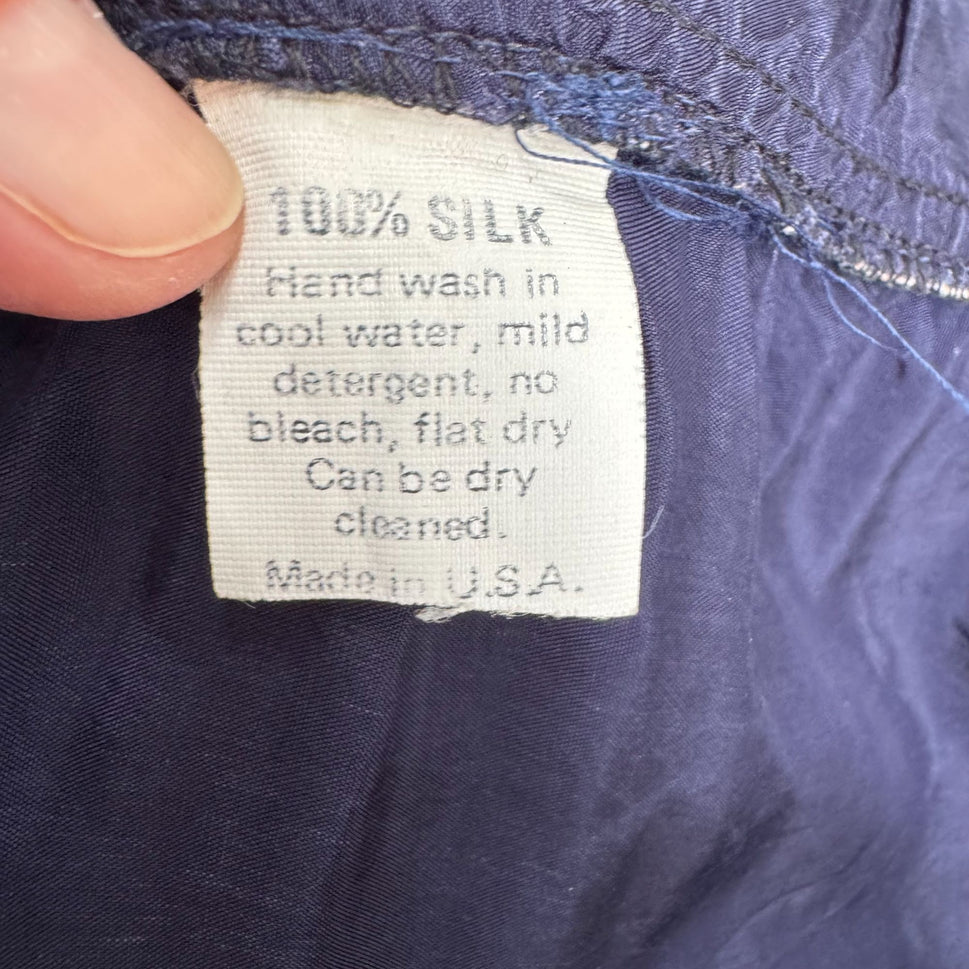 100% SILK
Hand wash in
cool water, mild
detergent, no
bleach, flat dry
Can be dry
cleaned.
Made in U.S.A.